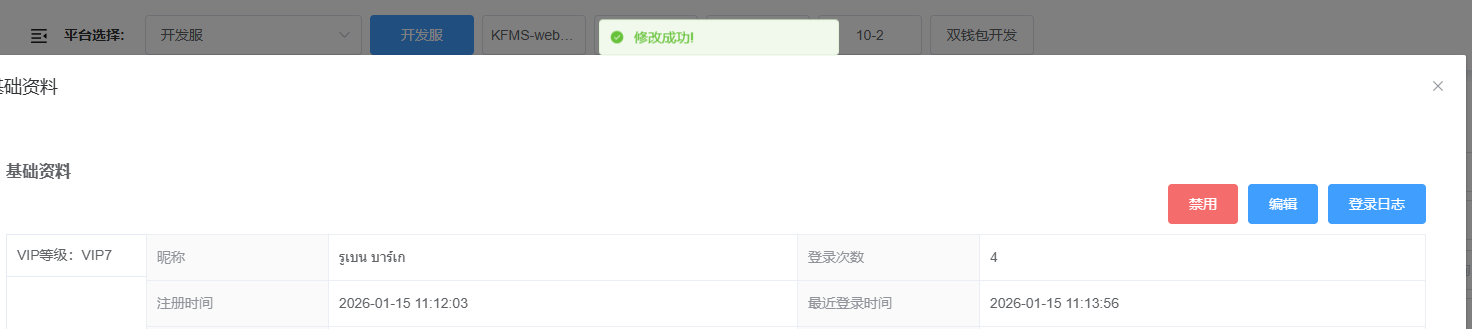 平台选择: 开发服 开发服 KFMS-web... 修改成功! 10-2 双钱包开发
基础资料
基础资料
禁用 编辑 登录日志
VIP等级：VIP7 昵称 รูเบน บาร์เก 登录次数 4
注册时间 2026-01-15 11:12:03 最近登录时间 2026-01-15 11:13:56